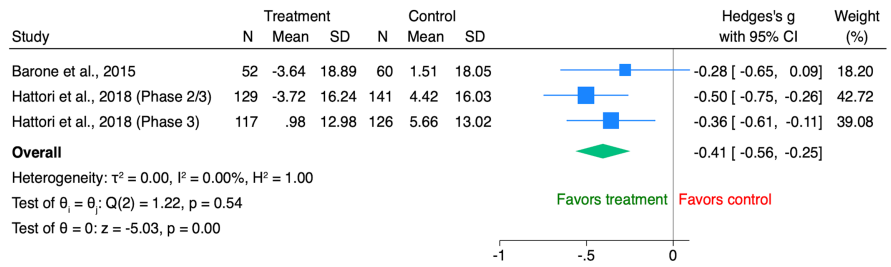 Treatment Control Hedges's g Weight
Study N Mean SD N Mean SD with 95% CI (%)
Barone et al., 2015 52 -3.64 18.89 60 1.51 18.05 -0.28 [ -0.65, 0.09] 18.20
Hattori et al., 2018 (Phase 2/3) 129 -3.72 16.24 141 4.42 16.03 -0.50 [ -0.75, -0.26] 42.72
Hattori et al., 2018 (Phase 3) 117 .98 12.98 126 5.66 13.02 -0.36 [ -0.61, -0.11] 39.08
Overall -0.41 [ -0.56, -0.25]
Heterogeneity: τ² = 0.00, I² = 0.00%, H² = 1.00
Test of θᵢ = θⱼ: Q(2) = 1.22, p = 0.54 Favors treatment Favors control
Test of θ = 0: z = -5.03, p = 0.00
-1 -.5 0